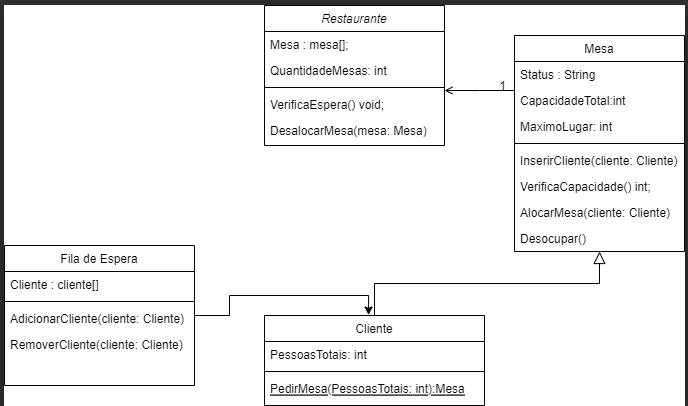 Restaurante
Mesa : mesa[];
QuantidadeMesas: int
VerificaEspera() void;
DesalocarMesa(mesa: Mesa)
1
Mesa
Status : String
CapacidadeTotal:int
MaximoLugar: int
InserirCliente(cliente: Cliente)
VerificaCapacidade() int;
AlocarMesa(cliente: Cliente)
Desocupar()
Fila de Espera
Cliente : cliente[]
AdicionarCliente(cliente: Cliente)
RemoverCliente(cliente: Cliente)
Cliente
PessoasTotais: int
PedirMesa(PessoasTotais: int):Mesa